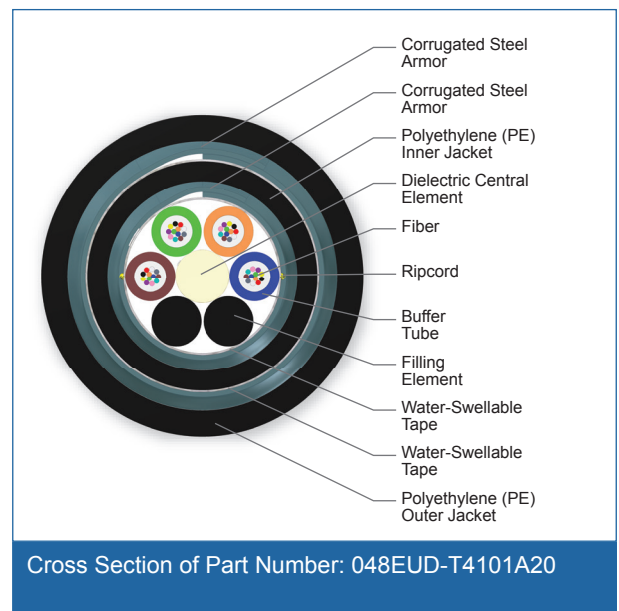 Corrugated Steel
Armor
Corrugated Steel
Armor
Polyethylene (PE)
Inner Jacket
Dielectric Central
Element
Fiber
Ripcord
Buffer
Tube
Filling
Element
Water-Swellable
Tape
Water-Swellable
Tape
Polyethylene (PE)
Outer Jacket
Cross Section of Part Number: 048EUD-T4101A20